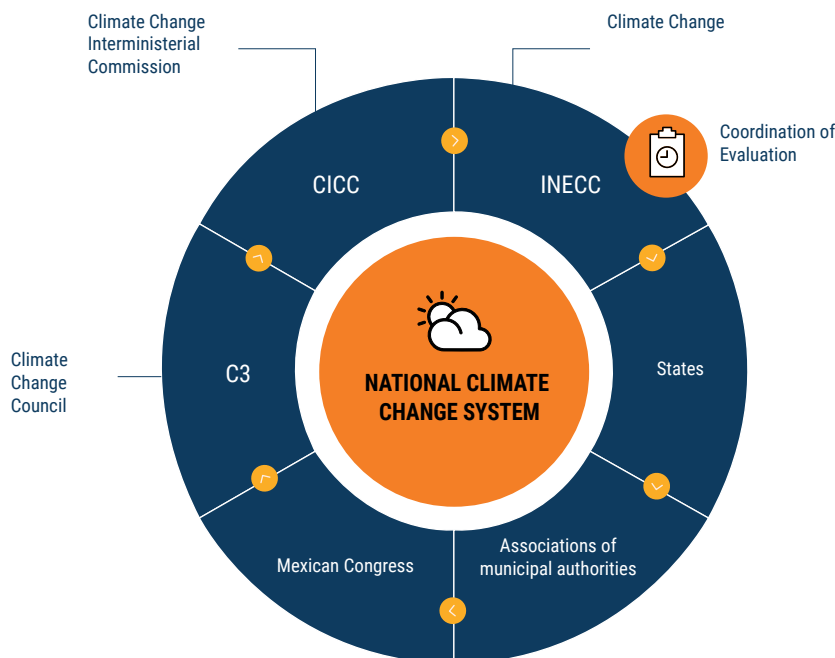 Climate Change
Interministerial
Commission
Climate Change
Coordination of
Evaluation
CICC
INECC
NATIONAL CLIMATE
CHANGE SYSTEM
Climate
Change
Council
C3
States
Mexican Congress
Associations of
municipal authorities